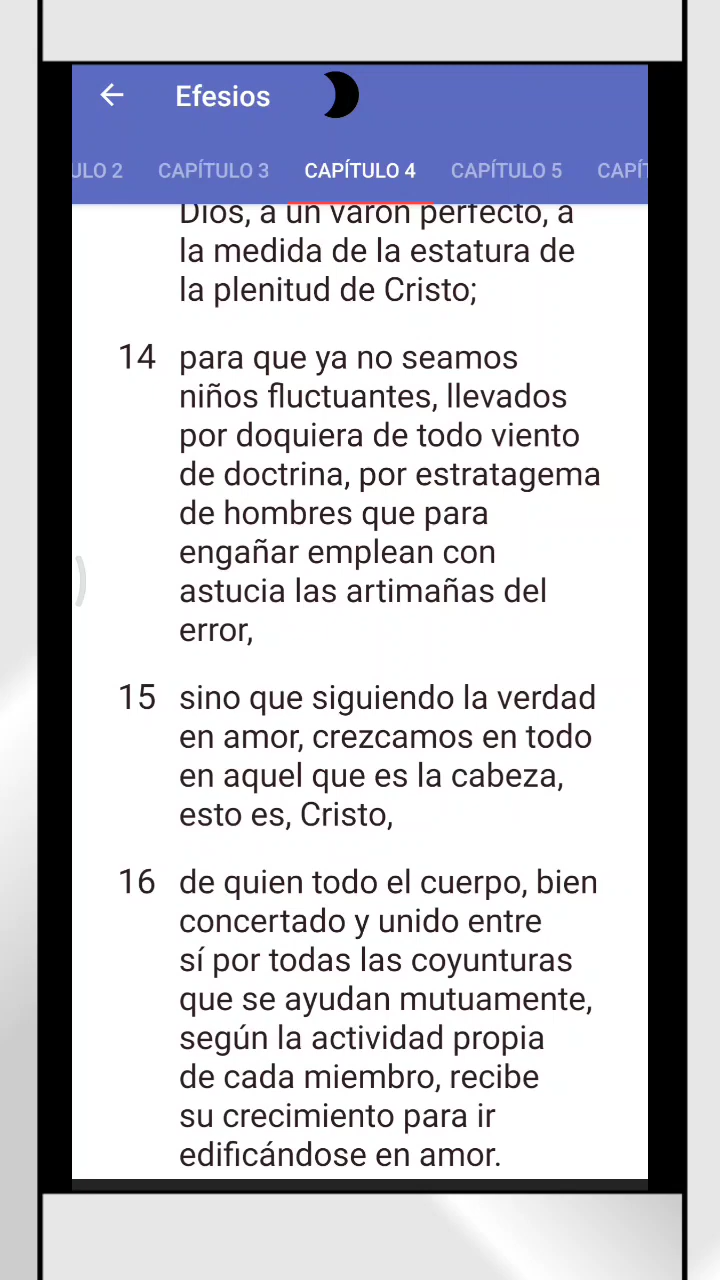 Efesios
ULO 2 CAPÍTULO 3 CAPÍTULO 4 CAPÍTULO 5 CAPÍT
Dios, a un varón perfecto, a
la medida de la estatura de
la plenitud de Cristo;
14 para que ya no seamos
niños fluctuantes, llevados
por doquiera de todo viento
de doctrina, por estratagema
de hombres que para
engañar emplean con
astucia las artimañas del
error,
15 sino que siguiendo la verdad
en amor, crezcamos en todo
en aquel que es la cabeza,
esto es, Cristo,
16 de quien todo el cuerpo, bien
concertado y unido entre
sí por todas las coyunturas
que se ayudan mutuamente,
según la actividad propia
de cada miembro, recibe
su crecimiento para ir
edificándose en amor.